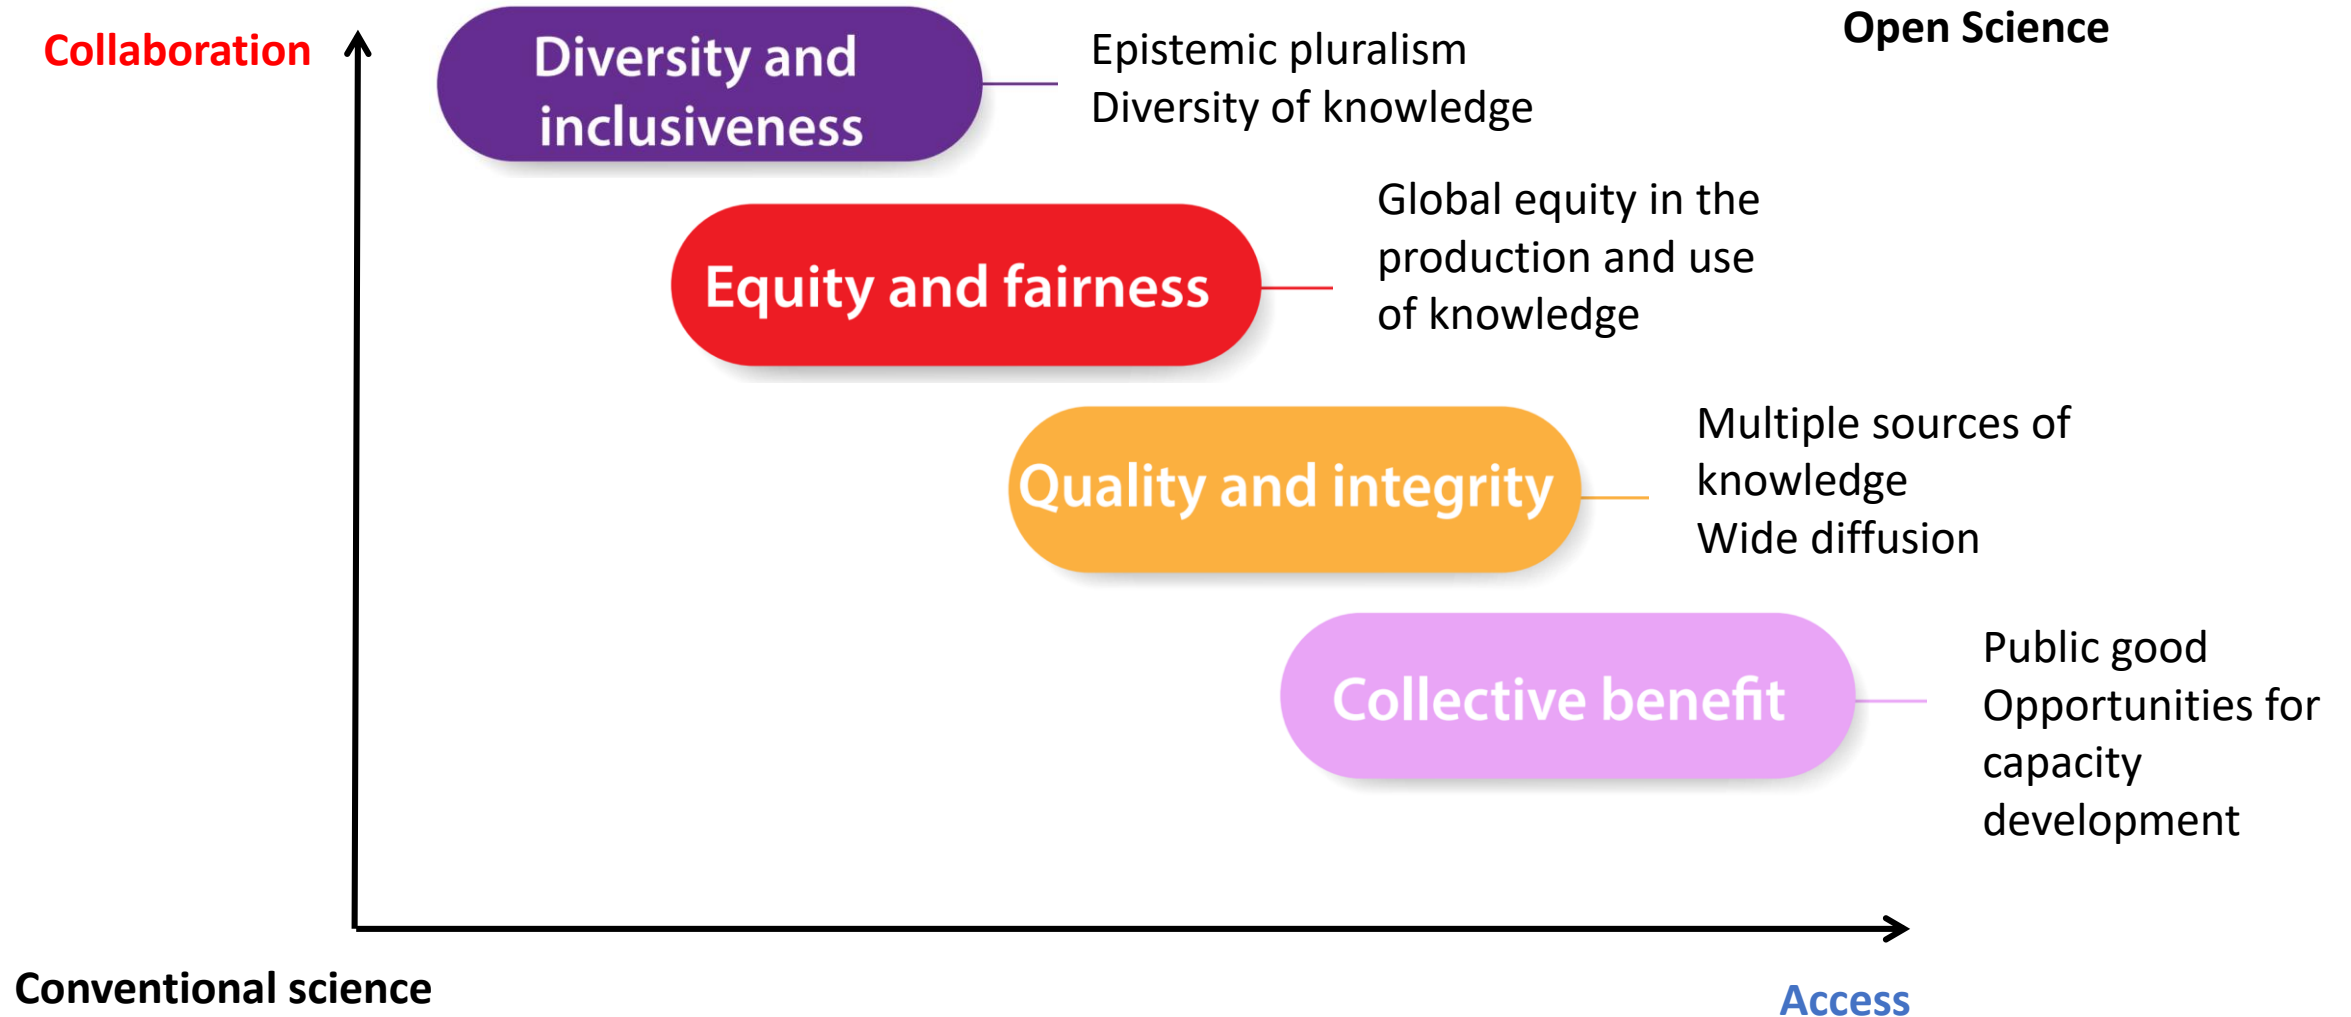 Collaboration
Diversity and
inclusiveness
Epistemic pluralism
Diversity of knowledge
Open Science
Equity and fairness
Global equity in the
production and use
of knowledge
Quality and integrity
Multiple sources of
knowledge
Wide diffusion
Collective benefit
Public good
Opportunities for
capacity
development
Conventional science
Access